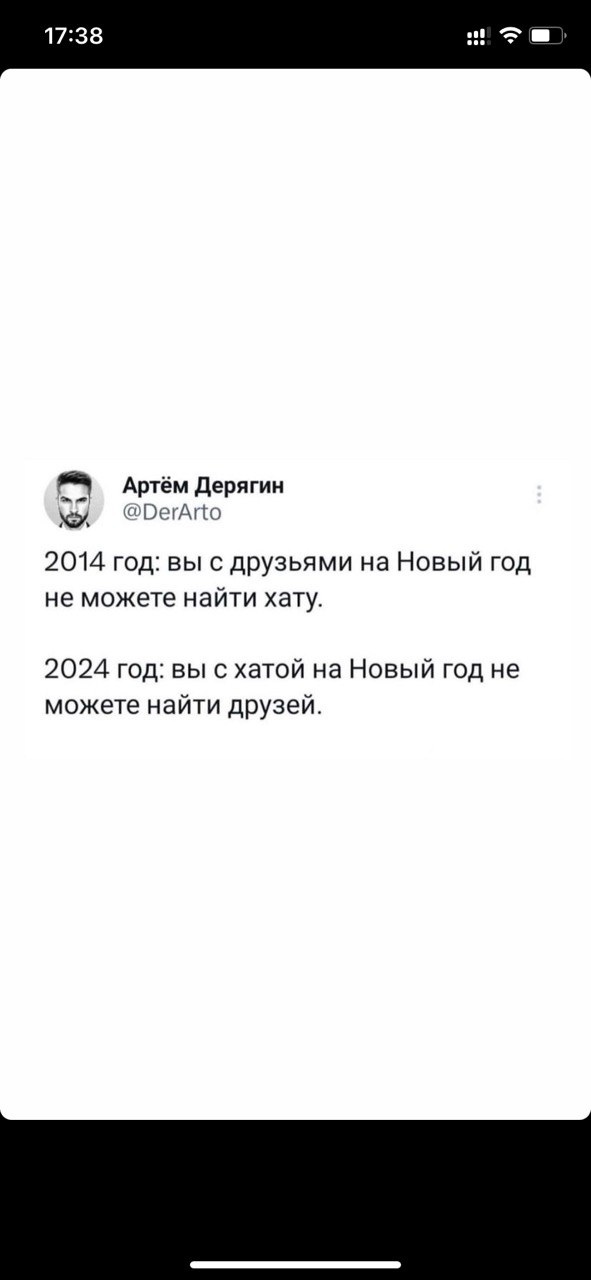 17:38
Артём Дерягин
@DerArto
2014 год: вы с друзьями на Новый год
не можете найти хату.
2024 год: вы с хатой на Новый год не
можете найти друзей.